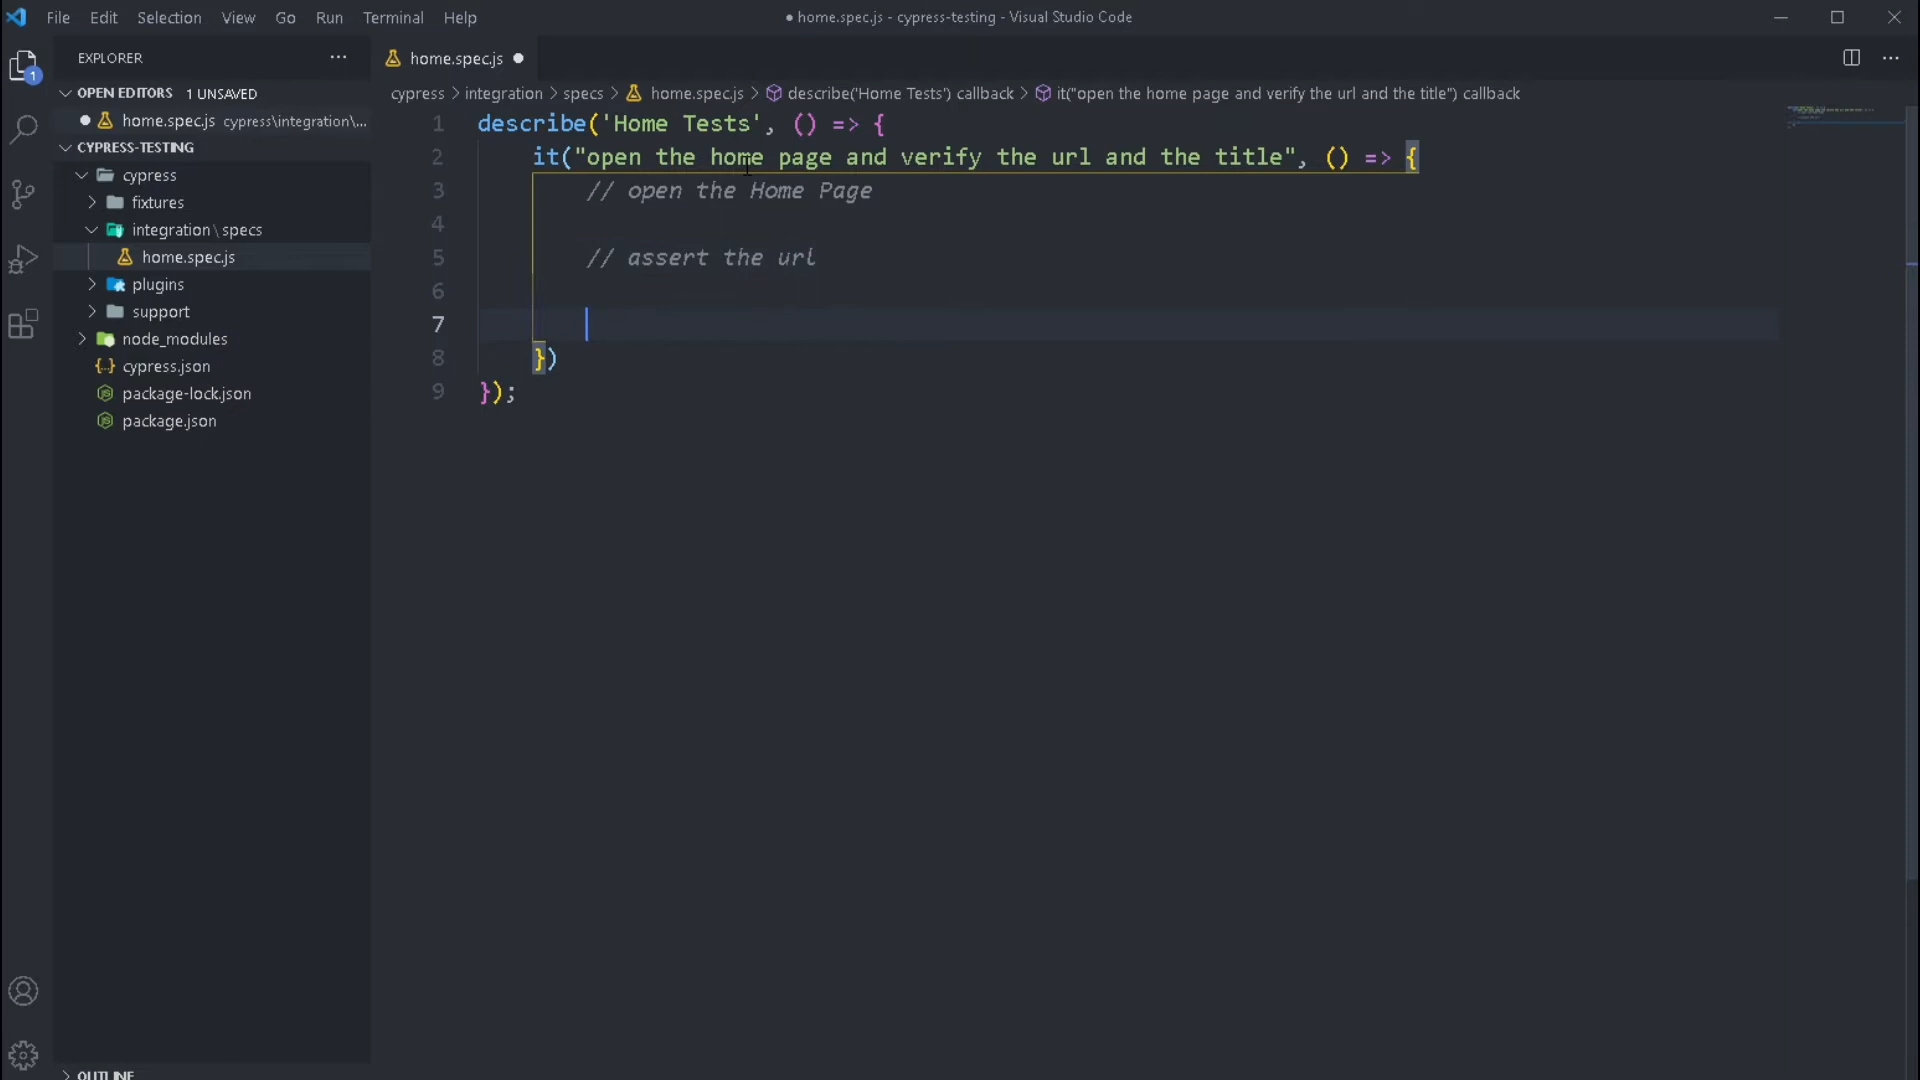 File Edit Selection View Go Run Terminal Help
● home.spec.js - cypress-testing - Visual Studio Code
EXPLORER ···
1
OPEN EDITORS 1 UNSAVED
● home.spec.js cypress\integration\...
CYPRESS-TESTING
cypress
fixtures
integration\specs
home.spec.js
plugins
support
node_modules
{..} cypress.json
package-lock.json
package.json
OUTLINE
home.spec.js ●
cypress > integration > specs > home.spec.js > describe('Home Tests') callback > it("open the home page and verify the url and the title") callback
1 describe('Home Tests', () => {
2 it("open the home page and verify the url and the title", () => {
3 // open the Home Page
4
5 // assert the url
6
7
8 })
9 });